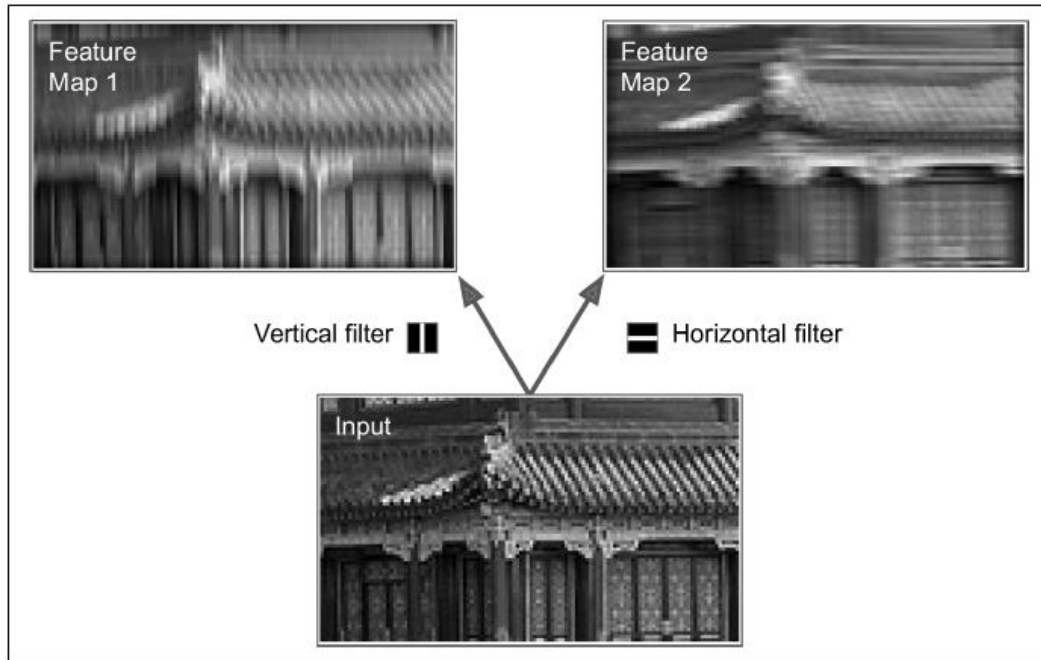 Feature
Map 1
Feature
Map 2
Vertical filter
Horizontal filter
Input